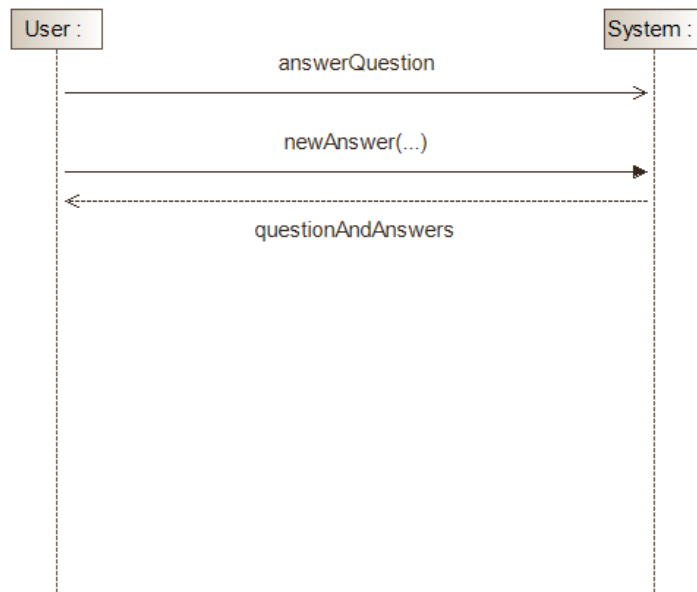 User :
System :
answerQuestion
newAnswer(...)
questionAndAnswers